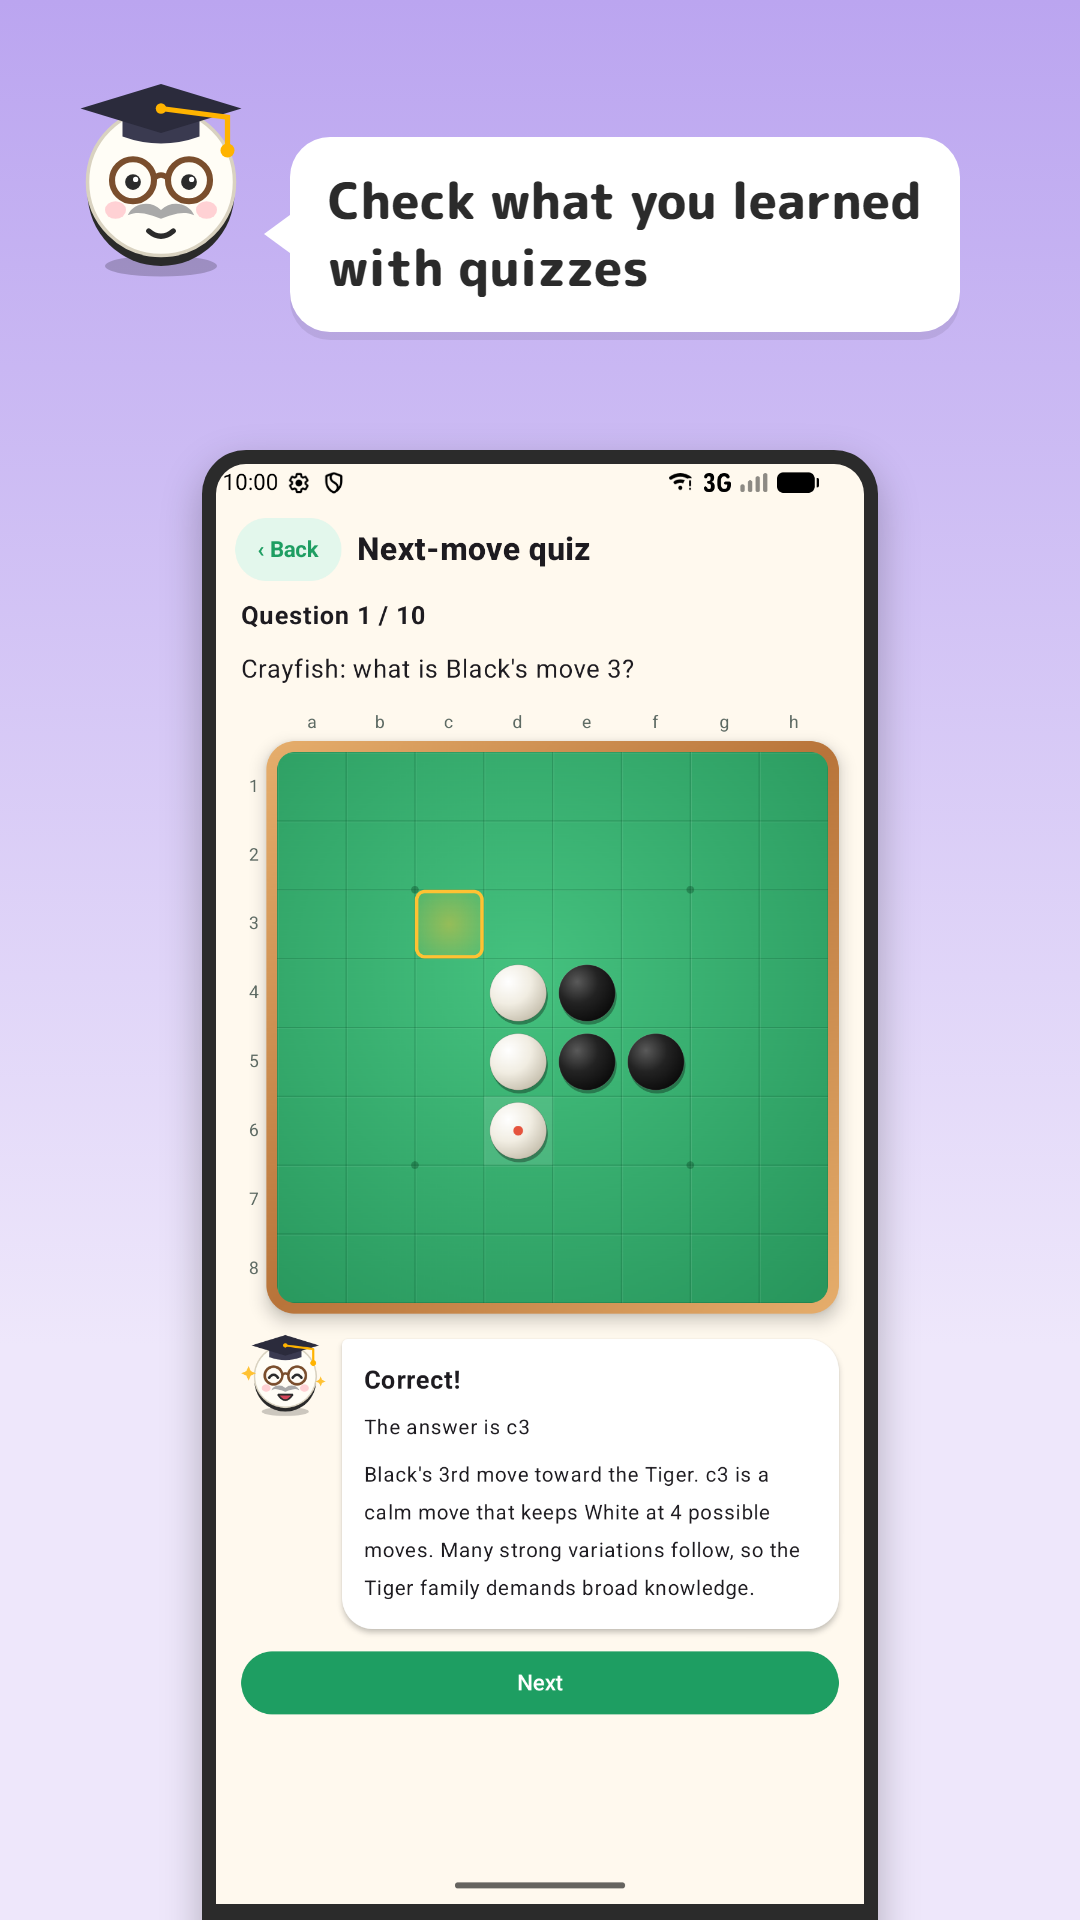 Check what you learned
with quizzes
10:00
3G
‹ Back
Next-move quiz
Question 1 / 10
Crayfish: what is Black's move 3?
a b c d e f g h
1
2
3
4
5
6
7
8
Correct!
The answer is c3
Black's 3rd move toward the Tiger. c3 is a
calm move that keeps White at 4 possible
moves. Many strong variations follow, so the
Tiger family demands broad knowledge.
Next